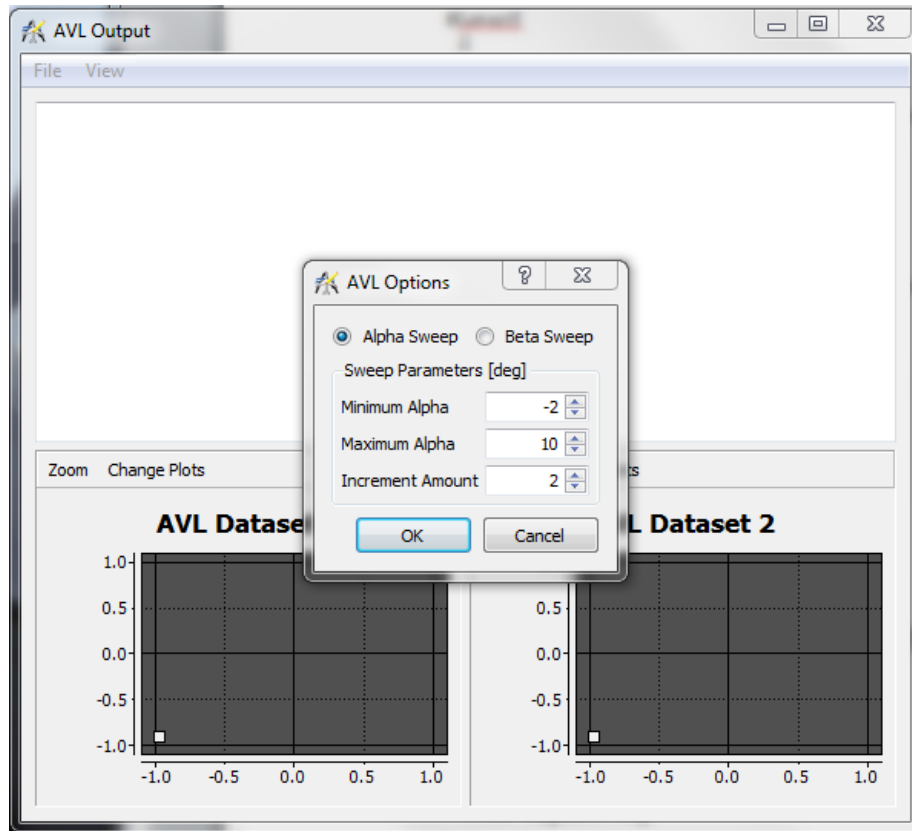 AVL Output
File View
AVL Options
Alpha Sweep Beta Sweep
Sweep Parameters [deg]
Minimum Alpha -2
Maximum Alpha 10
Increment Amount 2
OK Cancel
Zoom Change Plots ts
AVL Datase L Dataset 2
1.0
0.5 0.5
0.0 0.0
-0.5 -0.5
-1.0 -1.0
-1.0 -0.5 0.0 0.5 1.0 -1.0 -0.5 0.0 0.5 1.0